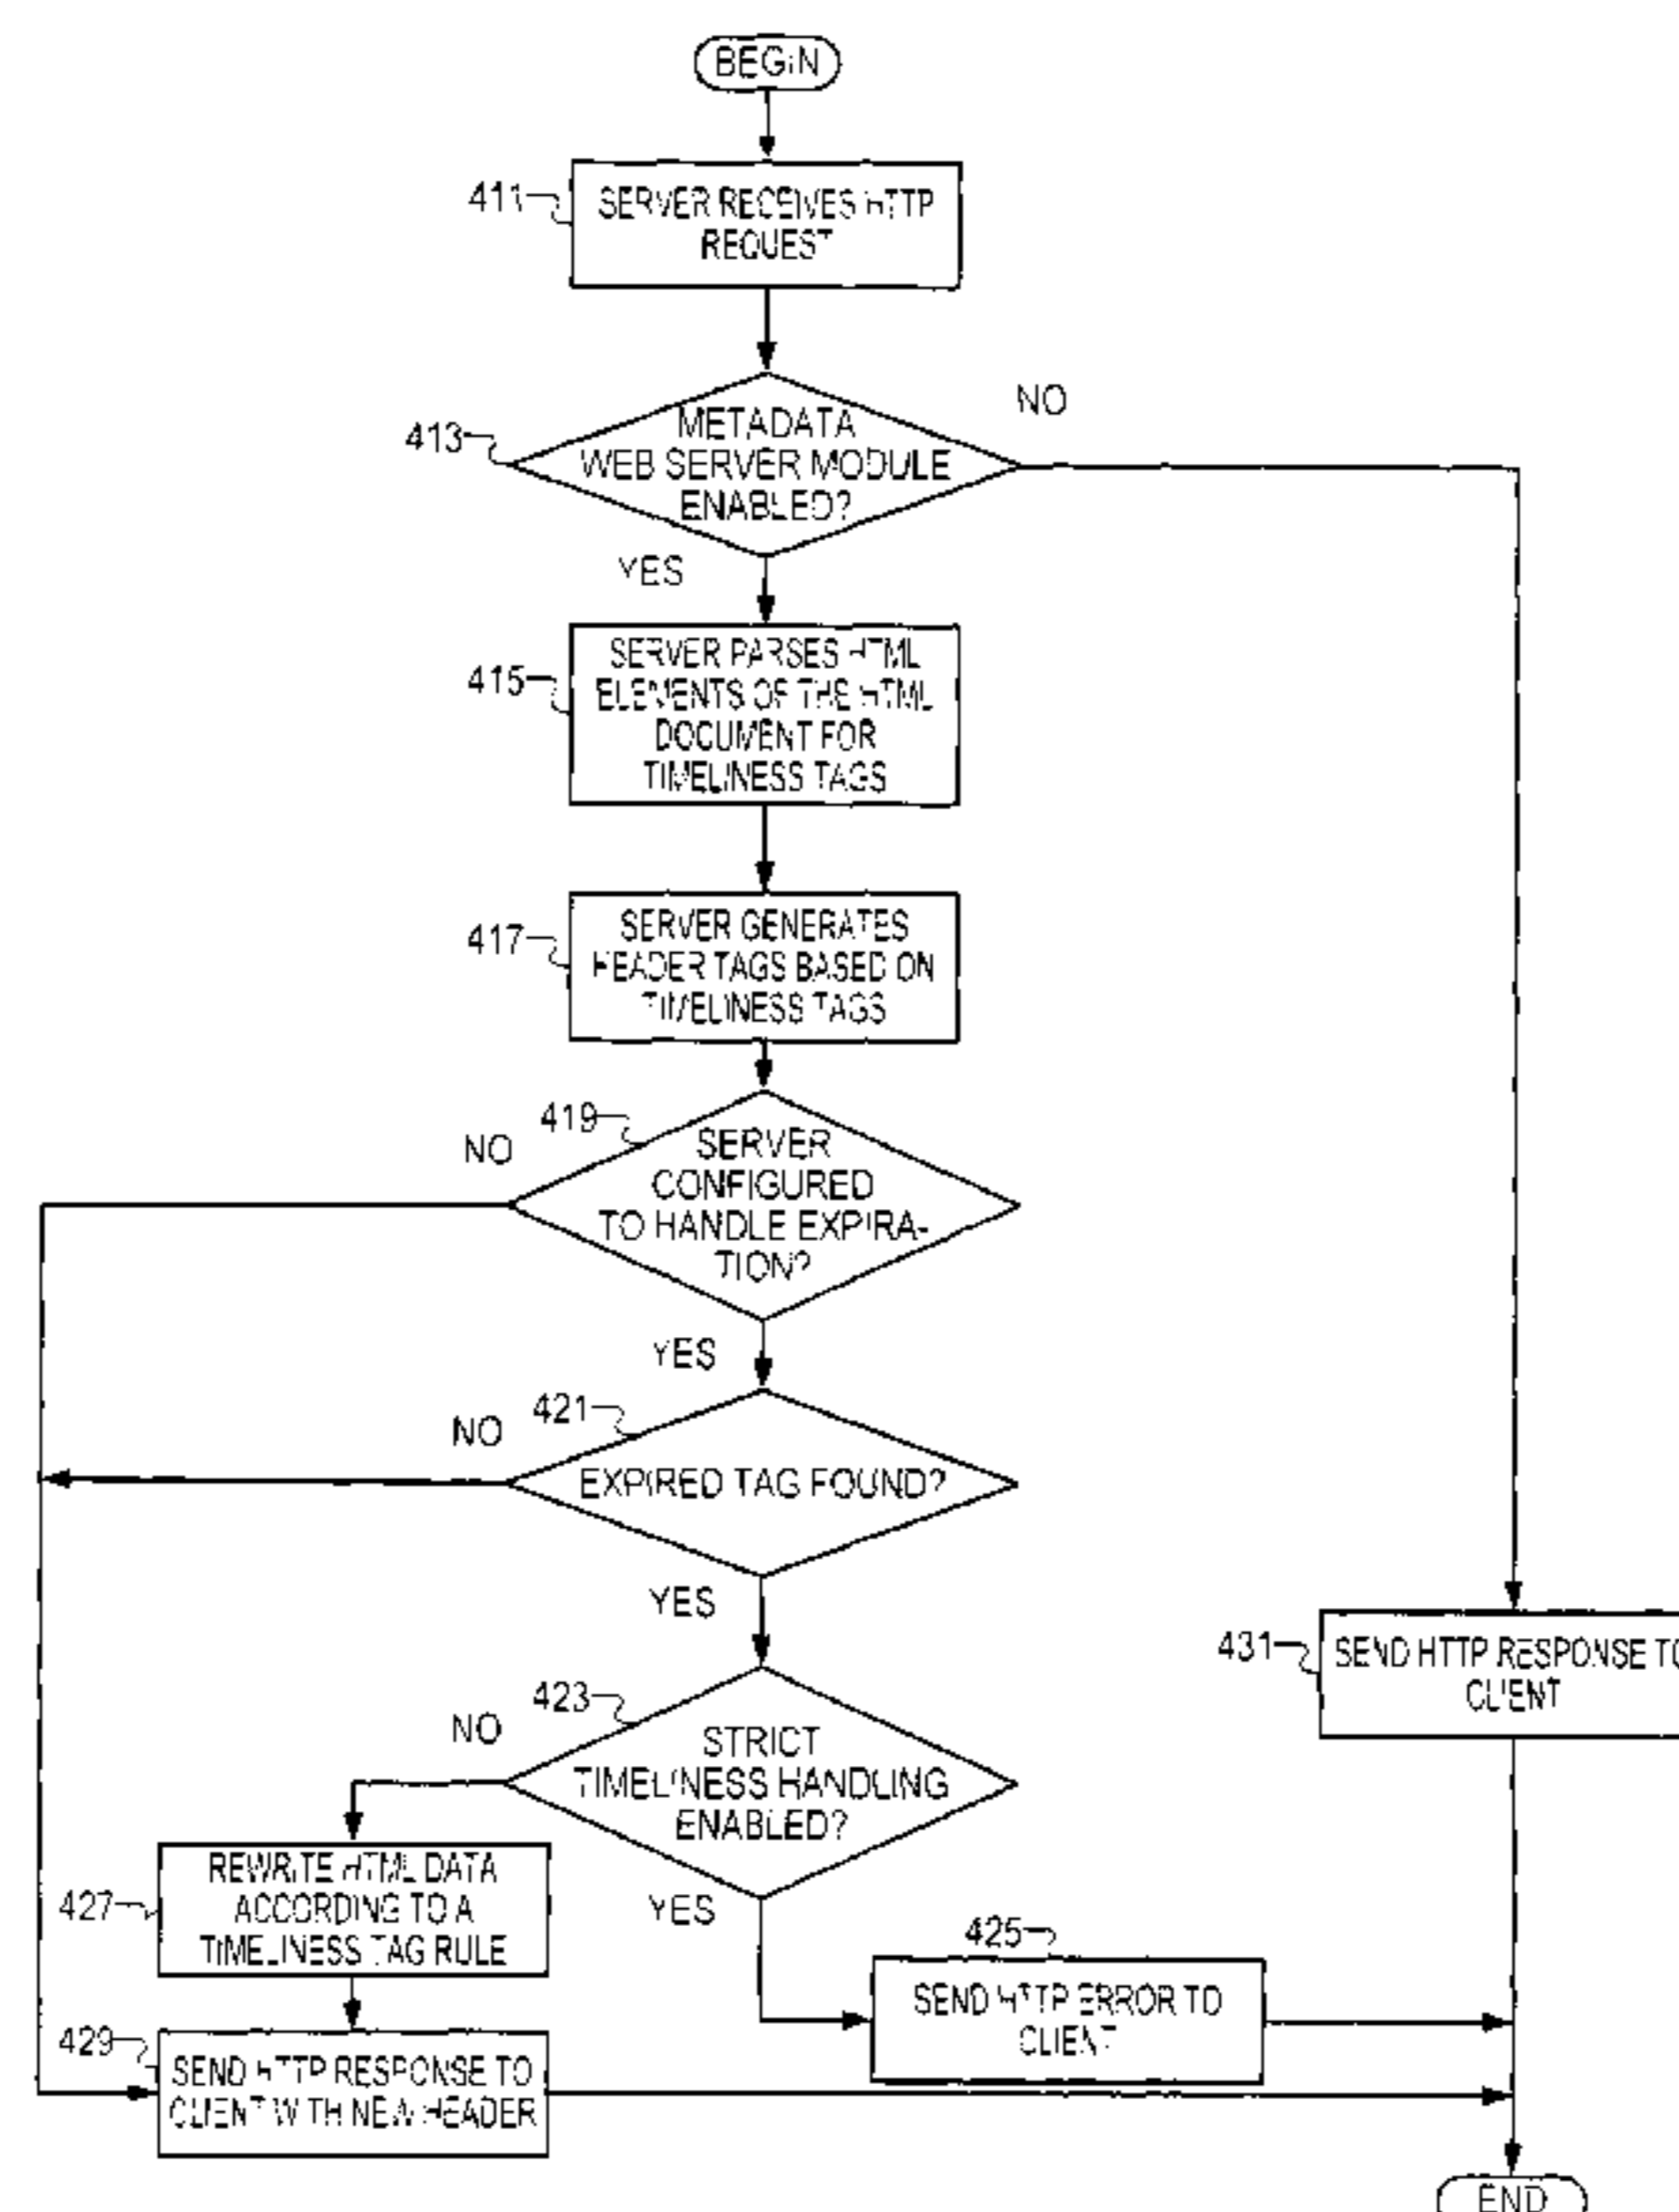 BEGIN
411
SERVER RECEIVES HTTP
REQUEST
413
METADATA
WEB SERVER MODULE
ENABLED?
NO
YES
415
SERVER PARSES HTML
ELEMENTS OF THE HTML
DOCUMENT FOR
TIMELINESS TAGS
417
SERVER GENERATES
HEADER TAGS BASED ON
TIMELINESS TAGS
419
NO
SERVER
CONFIGURED
TO HANDLE EXPIRA-
TION?
YES
421
NO
EXPIRED TAG FOUND?
YES
423
NO
STRICT
TIMELINESS HANDLING
ENABLED?
YES
431
SEND HTTP RESPONSE TO
CLIENT
427
REWRITE HTML DATA
ACCORDING TO A
TIMELINESS TAG RULE
425
SEND HTTP ERROR TO
CLIENT
429
SEND HTTP RESPONSE TO
CLIENT WITH NEW HEADER
END